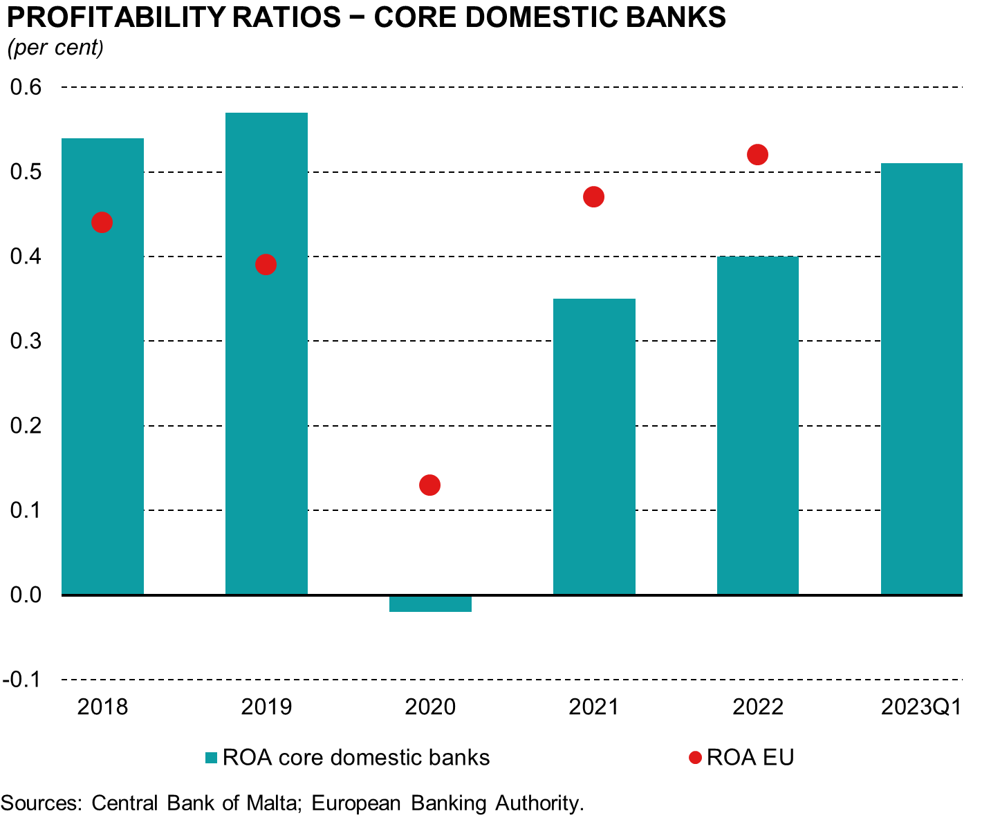 PROFITABILITY RATIOS − CORE DOMESTIC BANKS
(per cent)
0.6
0.5
0.4
0.3
0.2
0.1
0.0
-0.1
2018 2019 2020 2021 2022 2023Q1
ROA core domestic banks ROA EU
Sources: Central Bank of Malta; European Banking Authority.